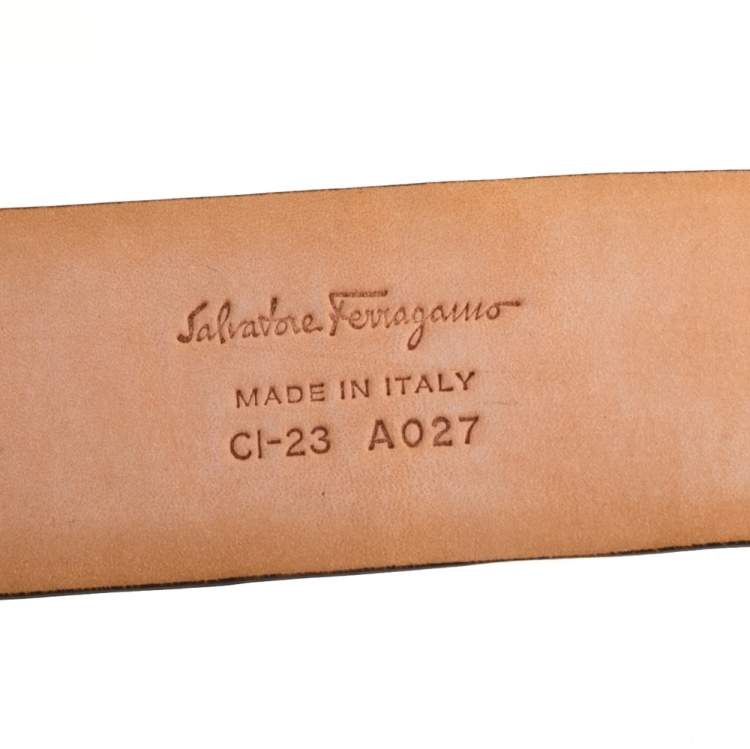 Salvatore Ferragamo
MADE IN ITALY
CI-23 A027